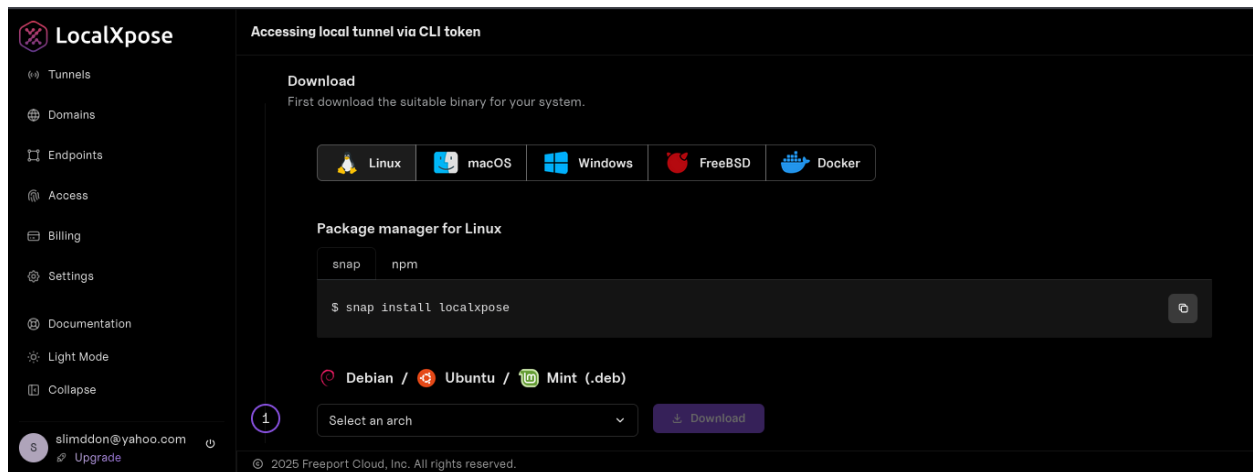 LocalXpose
Tunnels
Domains
Endpoints
Access
Billing
Settings
Documentation
Light Mode
Collapse
S
slimddon@yahoo.com
Upgrade
Accessing local tunnel via CLI token
Download
First download the suitable binary for your system.
Linux
macOS
Windows
FreeBSD
Docker
Package manager for Linux
snap
npm
$ snap install localxpose
Debian / Ubuntu / Mint (.deb)
1
Select an arch
Download
© 2025 Freeport Cloud, Inc. All rights reserved.